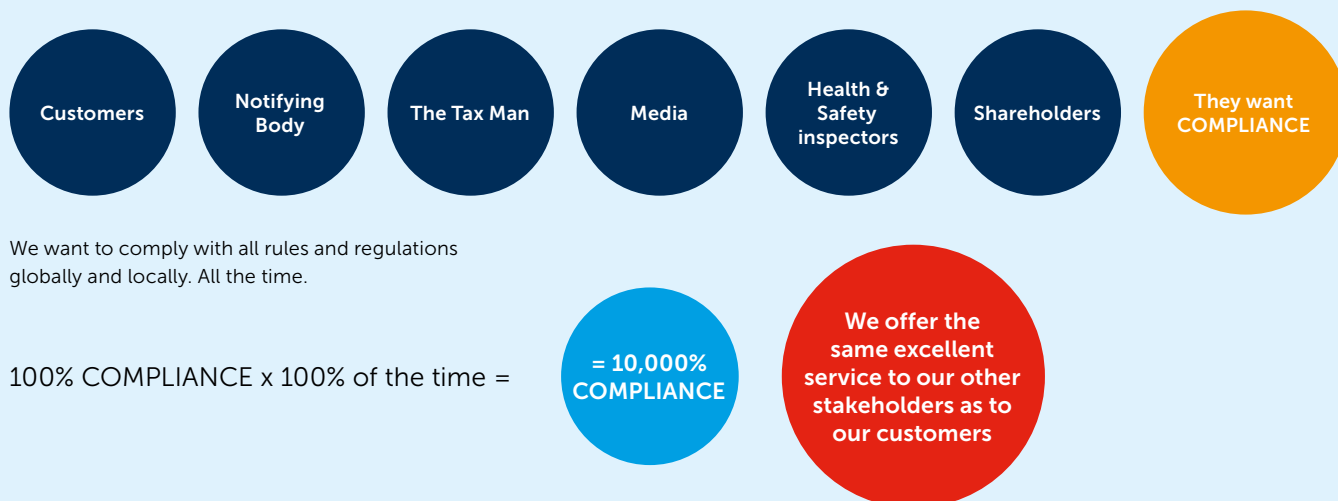 Customers
Notifying
Body
The Tax Man
Media
Health &
Safety
inspectors
Shareholders
They want
COMPLIANCE
We want to comply with all rules and regulations
globally and locally. All the time.
100% COMPLIANCE x 100% of the time =
= 10,000%
COMPLIANCE
We offer the
same excellent
service to our other
stakeholders as to
our customers